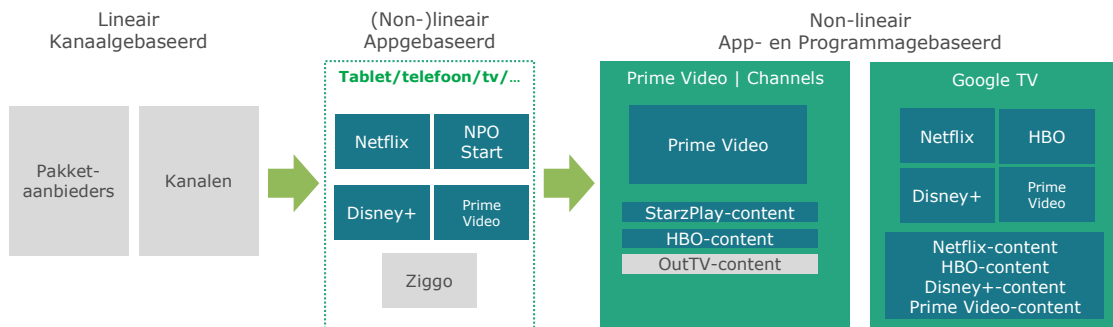 Lineair
Kanaalgebaseerd
Pakket-
aanbieders
Kanalen
(Non-)lineair
Appgebaseerd
Tablet/telefoon/tv/…
Netflix
NPO
Start
Disney+
Prime
Video
Ziggo
Non-lineair
App- en Programmagebaseerd
Prime Video | Channels
Prime Video
StarzPlay-content
HBO-content
OutTV-content
Google TV
Netflix
HBO
Disney+
Prime
Video
Netflix-content
HBO-content
Disney+-content
Prime Video-content